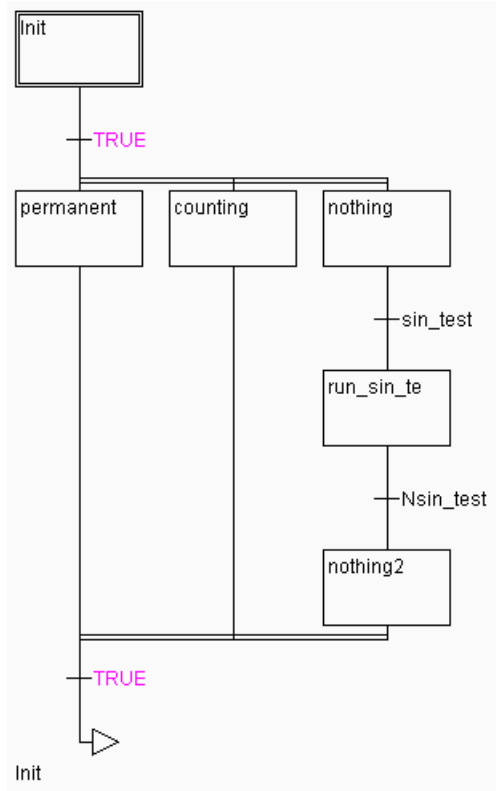 Init
TRUE
permanent
counting
nothing
sin_test
run_sin_te
Nsin_test
nothing2
TRUE
Init